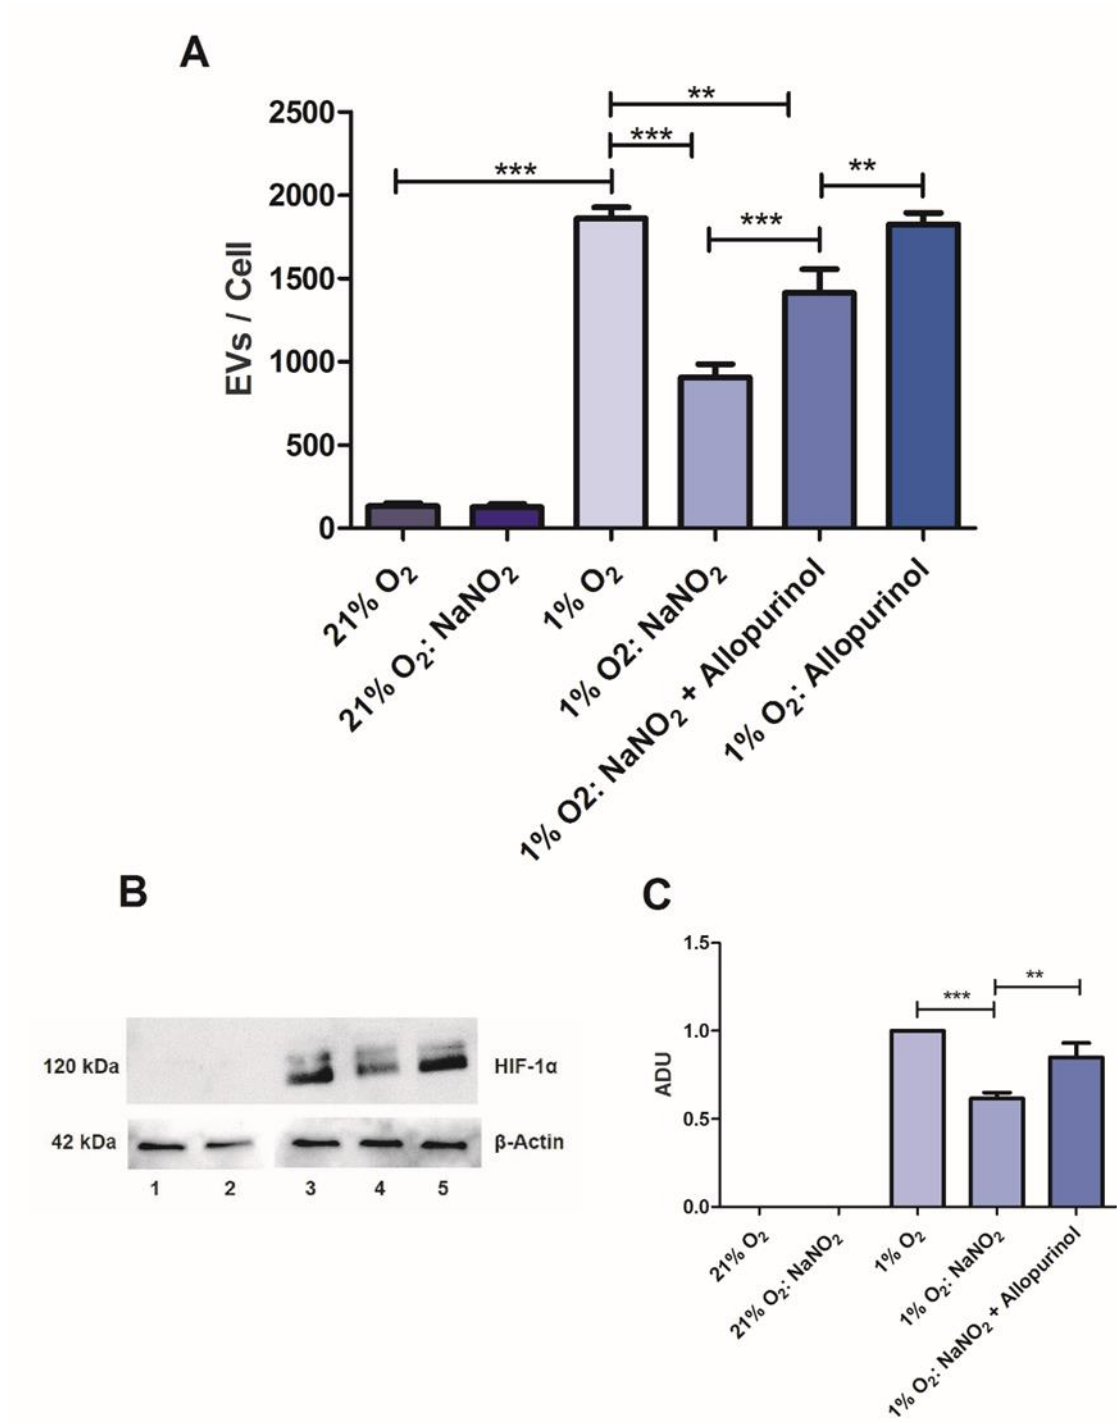 A
**
***
***
**
***
2500
2000
1500
1000
500
0
EVs / Cell
21% O₂
21% O₂: NaNO₂
1% O₂
1% O2: NaNO₂
1% O2: NaNO₂ + Allopurinol
1% O₂: Allopurinol
B
120 kDa
HIF-1α
42 kDa
β-Actin
1 2 3 4 5
C
1.5
1.0
0.5
0.0
ADU
***
**
21% O₂
21% O₂: NaNO₂
1% O₂
1% O₂: NaNO₂
1% O₂: NaNO₂ + Allopurinol